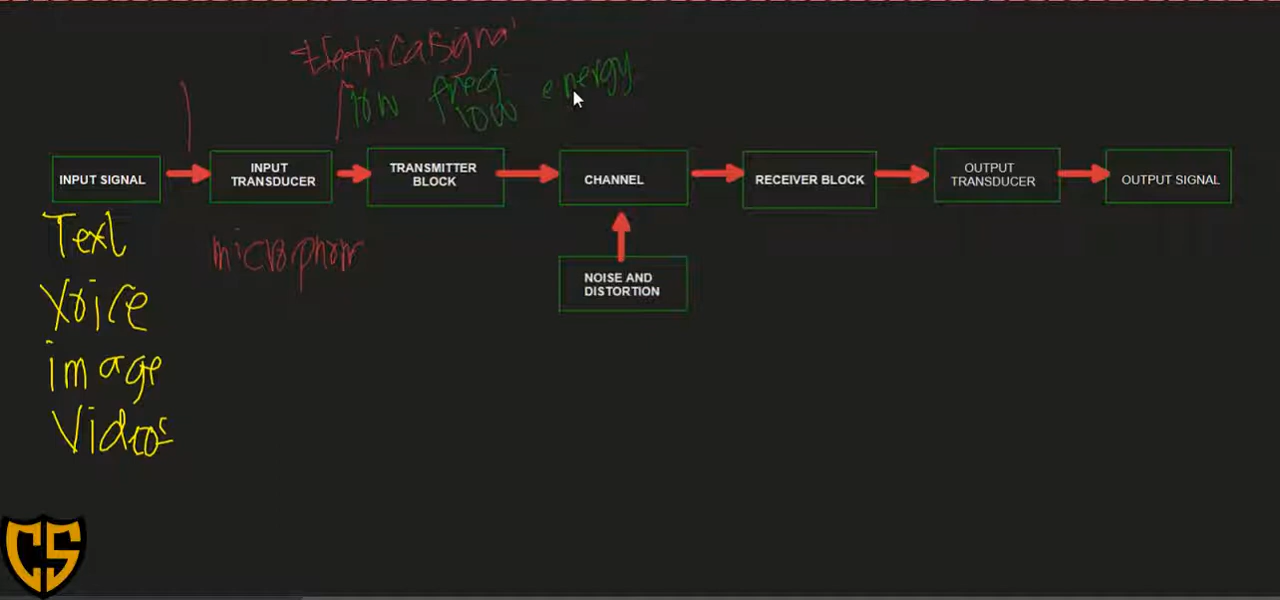 Eletrical signal
low freq energy
low
INPUT SIGNAL
INPUT
TRANSDUCER
TRANSMITTER
BLOCK
CHANNEL
RECEIVER BLOCK
OUTPUT
TRANSDUCER
OUTPUT SIGNAL
Text
Voice
image
Videos
microphone
NOISE AND
DISTORTION
CS